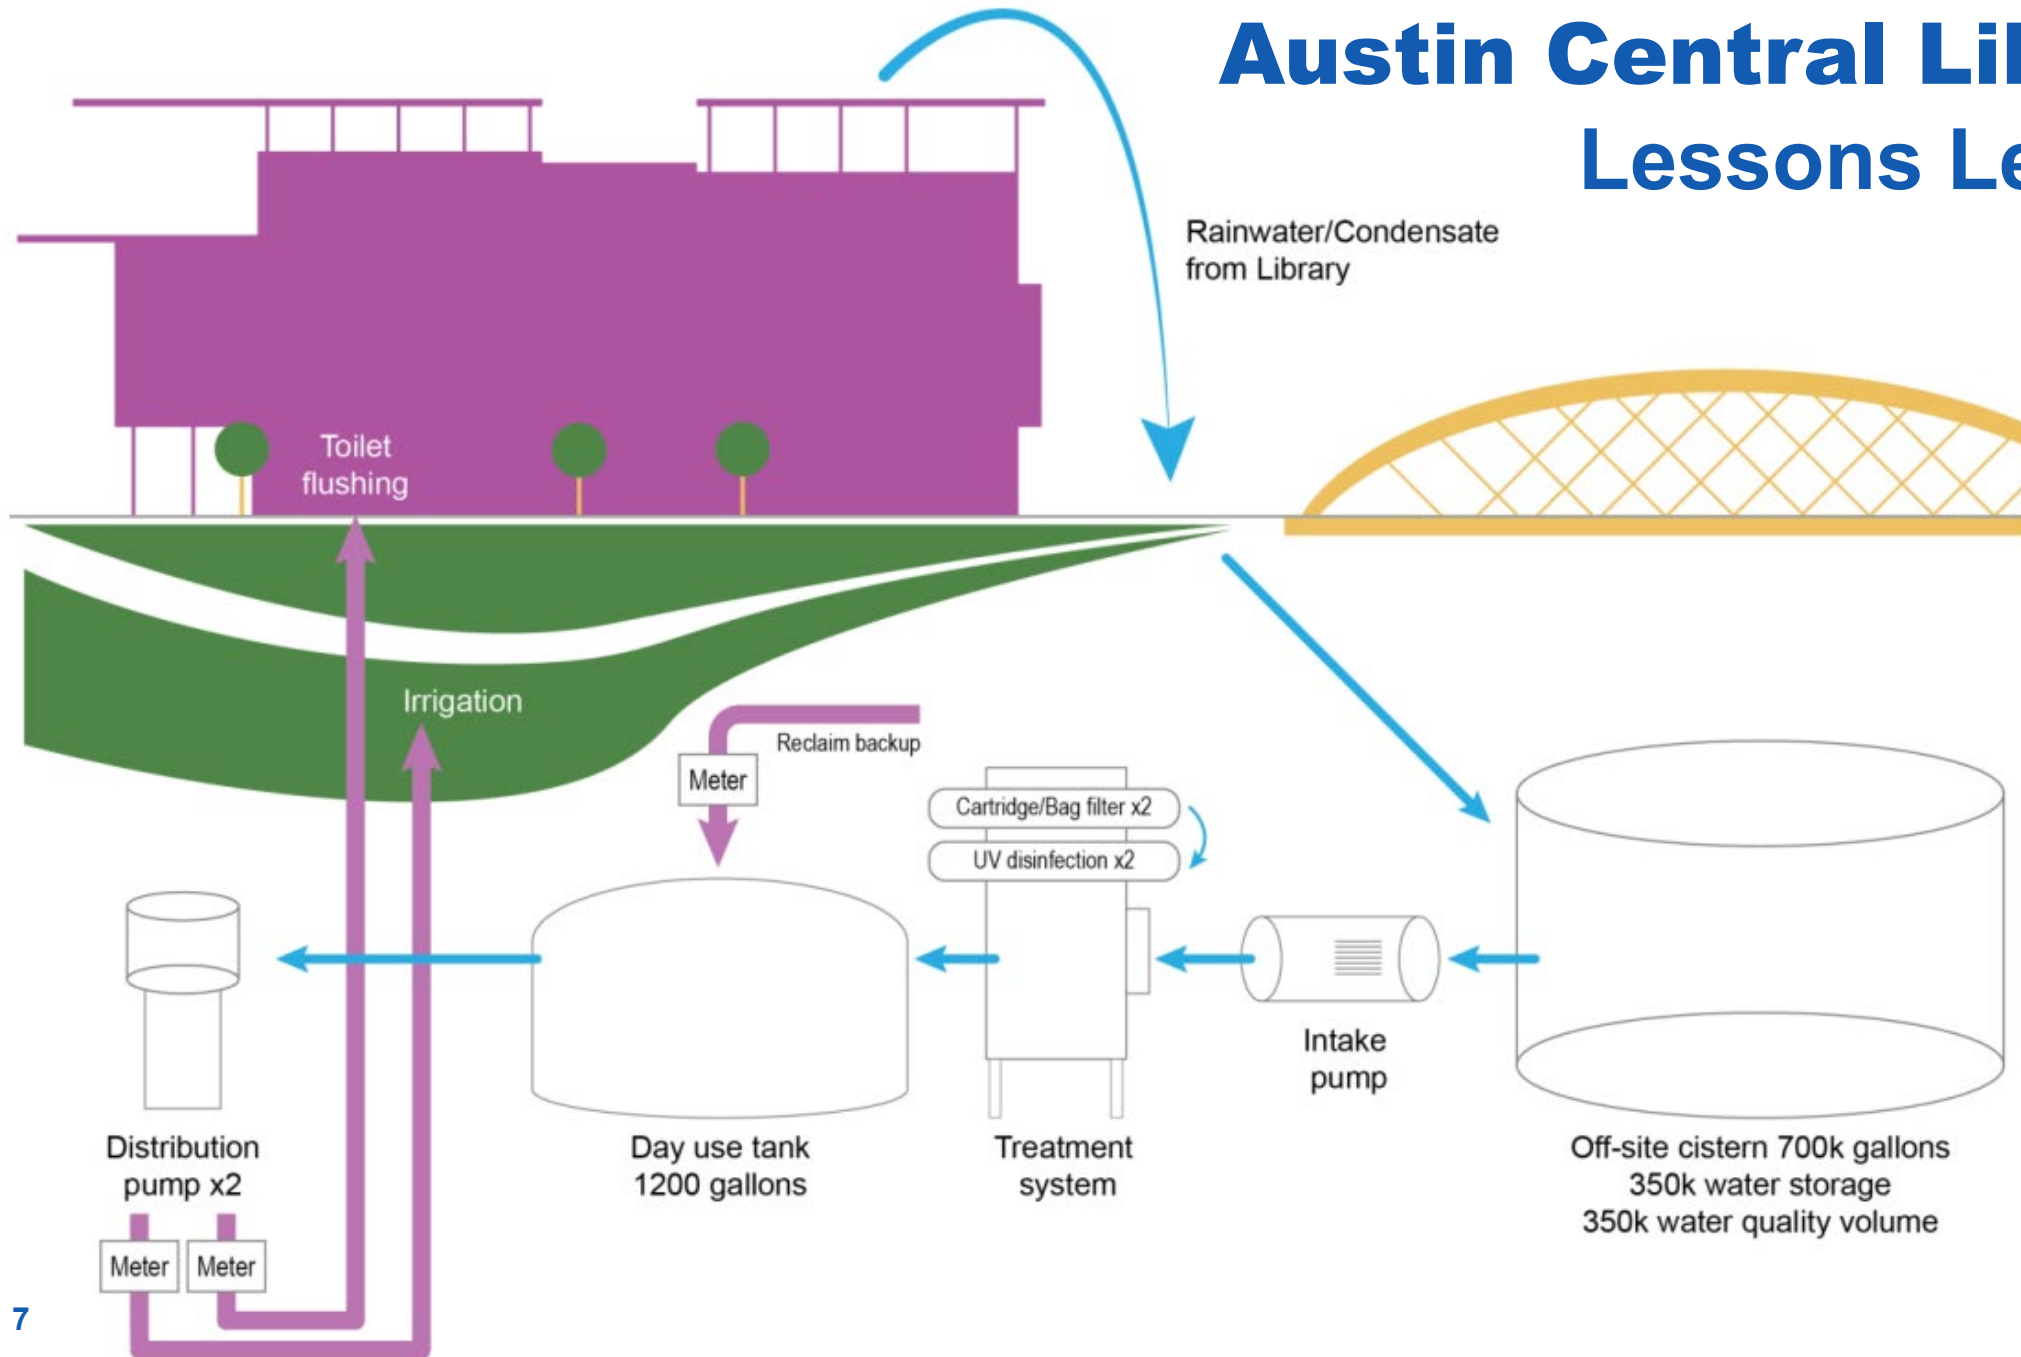 Austin Central Lil
Lessons Le
Rainwater/Condensate
from Library
Toilet
flushing
Irrigation
Reclaim backup
Meter
Cartridge/Bag filter x2
UV disinfection x2
Intake
pump
Distribution
pump x2
Day use tank
1200 gallons
Treatment
system
Off-site cistern 700k gallons
350k water storage
350k water quality volume
Meter
Meter
7